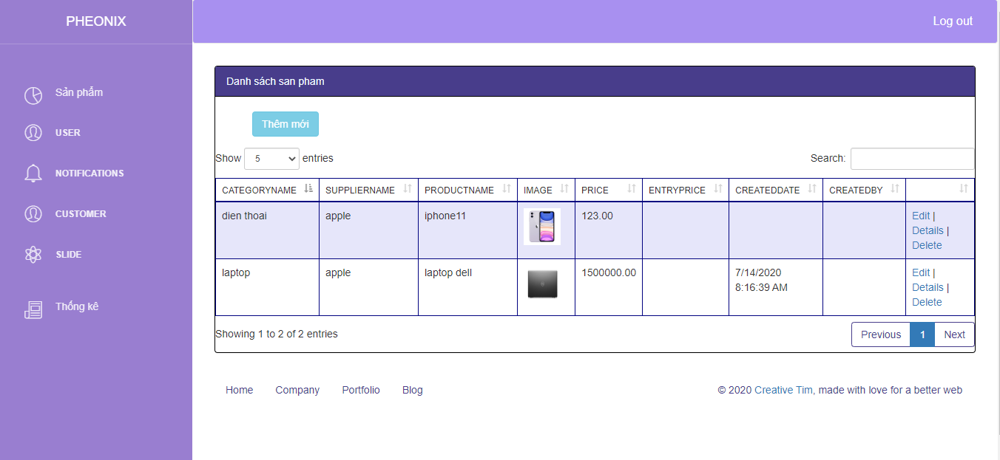 PHEONIX
Log out
Sản phẩm
USER
NOTIFICATIONS
CUSTOMER
SLIDE
Thống kê
Danh sách san pham
Thêm mới
Show 5 entries
Search:
CATEGORYNAME SUPPLIERNAME PRODUCTNAME IMAGE PRICE ENTRYPRICE CREATEDDATE CREATEDBY
dien thoai apple iphone11 123.00 Edit |
Details |
Delete
laptop apple laptop dell 1500000.00 7/14/2020 Edit |
8:16:39 AM Details |
Delete
Showing 1 to 2 of 2 entries
Previous 1 Next
Home Company Portfolio Blog
© 2020 Creative Tim, made with love for a better web